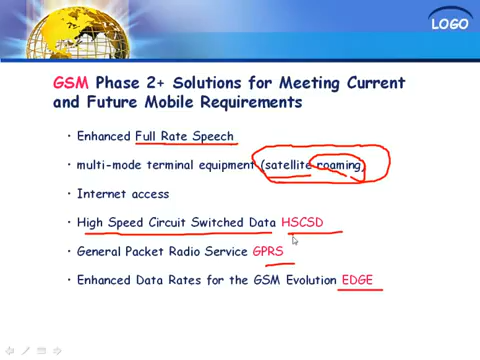 LOGO
GSM Phase 2+ Solutions for Meeting Current
and Future Mobile Requirements
• Enhanced Full Rate Speech
• multi-mode terminal equipment (satellite roaming)
• Internet access
• High Speed Circuit Switched Data HSCSD
• General Packet Radio Service GPRS
• Enhanced Data Rates for the GSM Evolution EDGE